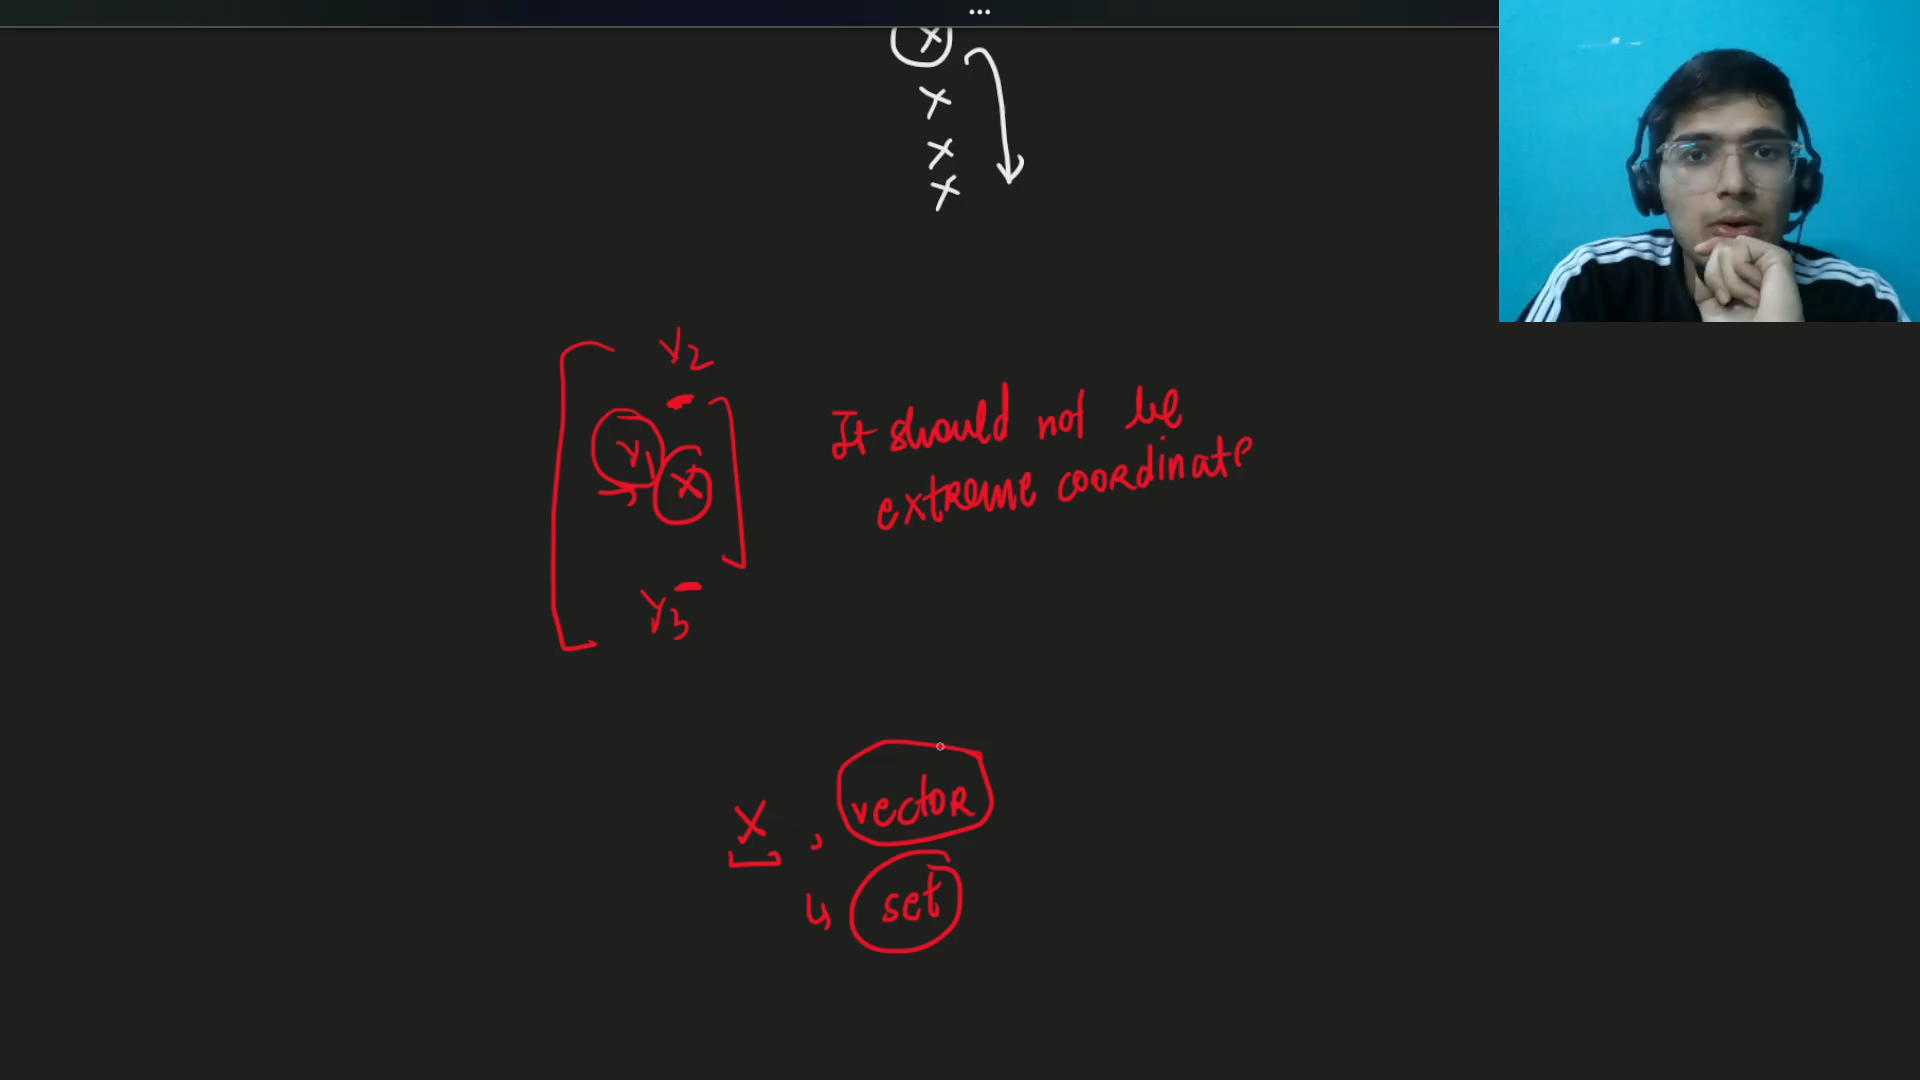 ...
x
x
x
x
y2
y1 x
y3
It should not be
extreme coordinate
x , vector
↳ set